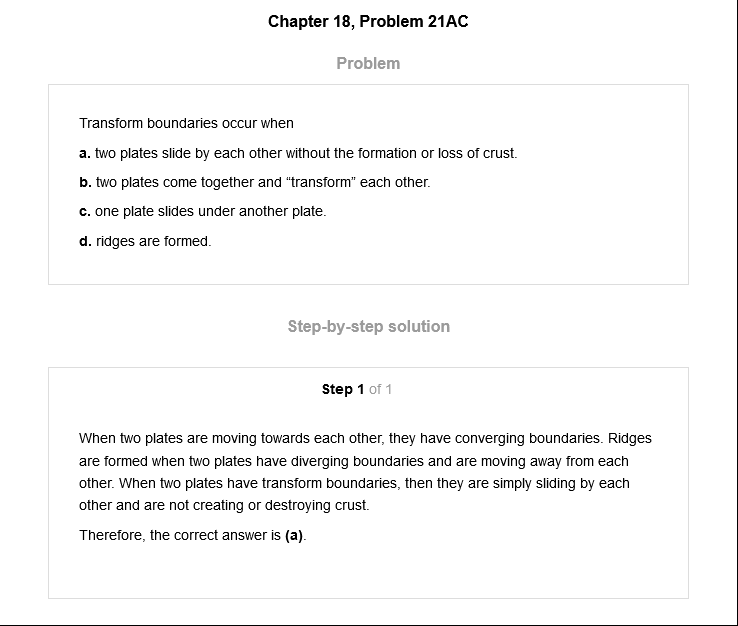 Chapter 18, Problem 21AC
Problem
Transform boundaries occur when
a. two plates slide by each other without the formation or loss of crust.
b. two plates come together and “transform” each other.
c. one plate slides under another plate.
d. ridges are formed.
Step-by-step solution
Step 1 of 1
When two plates are moving towards each other, they have converging boundaries. Ridges
are formed when two plates have diverging boundaries and are moving away from each
other. When two plates have transform boundaries, then they are simply sliding by each
other and are not creating or destroying crust.
Therefore, the correct answer is (a).